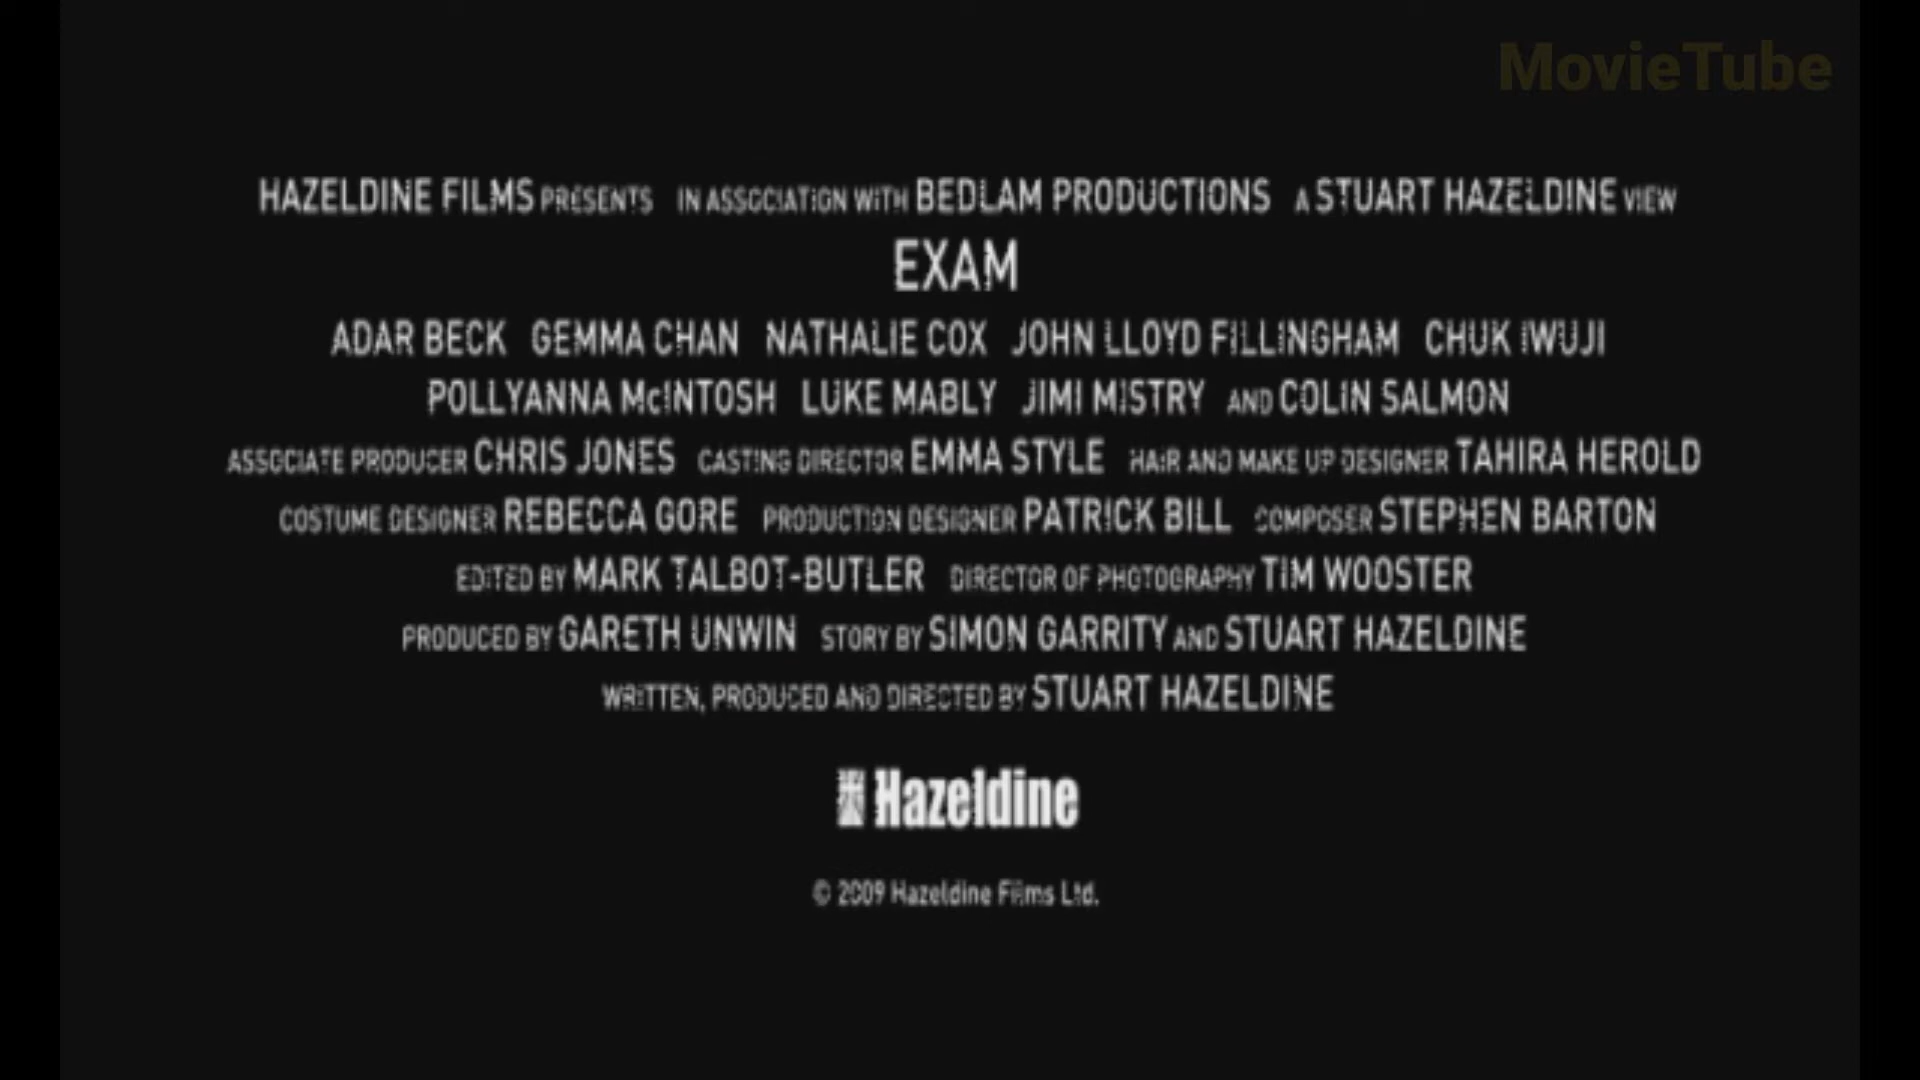 MovieTube
HAZELDINE FILMS PRESENTS IN ASSOCIATION WITH BEDLAM PRODUCTIONS A STUART HAZELDINE VIEW
EXAM
ADAR BECK GEMMA CHAN NATHALIE COX JOHN LLOYD FILLINGHAM CHUK IWUJI
POLLYANNA McINTOSH LUKE MABLY JIMI MISTRY AND COLIN SALMON
ASSOCIATE PRODUCER CHRIS JONES CASTING DIRECTOR EMMA STYLE HAIR AND MAKE UP DESIGNER TAHIRA HEROLD
COSTUME DESIGNER REBECCA GORE PRODUCTION DESIGNER PATRICK BILL COMPOSER STEPHEN BARTON
EDITED BY MARK TALBOT-BUTLER DIRECTOR OF PHOTOGRAPHY TIM WOOSTER
PRODUCED BY GARETH UNWIN STORY BY SIMON GARRITY AND STUART HAZELDINE
WRITTEN, PRODUCED AND DIRECTED BY STUART HAZELDINE
Hazeldine
© 2009 Hazeldine Films Ltd.